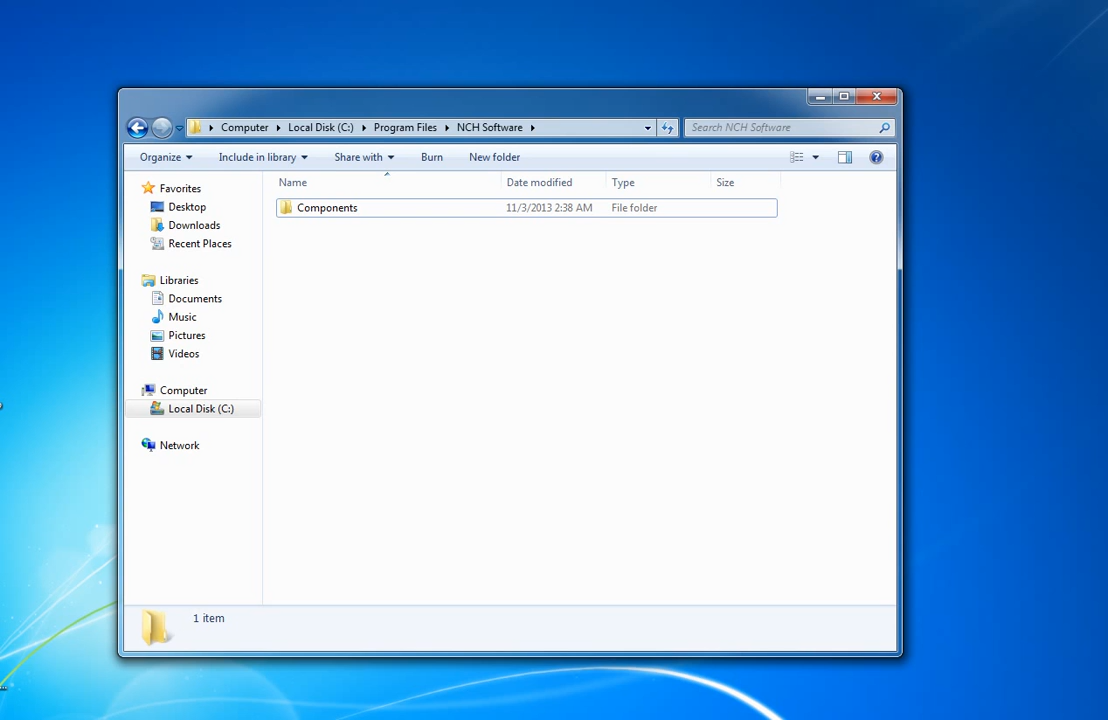 Computer Local Disk (C:) Program Files NCH Software Search NCH Software
Organize Include in library Share with Burn New folder
Name Date modified Type Size
Components 11/3/2013 2:38 AM File folder
Favorites
Desktop
Downloads
Recent Places
Libraries
Documents
Music
Pictures
Videos
Computer
Local Disk (C:)
Network
1 item